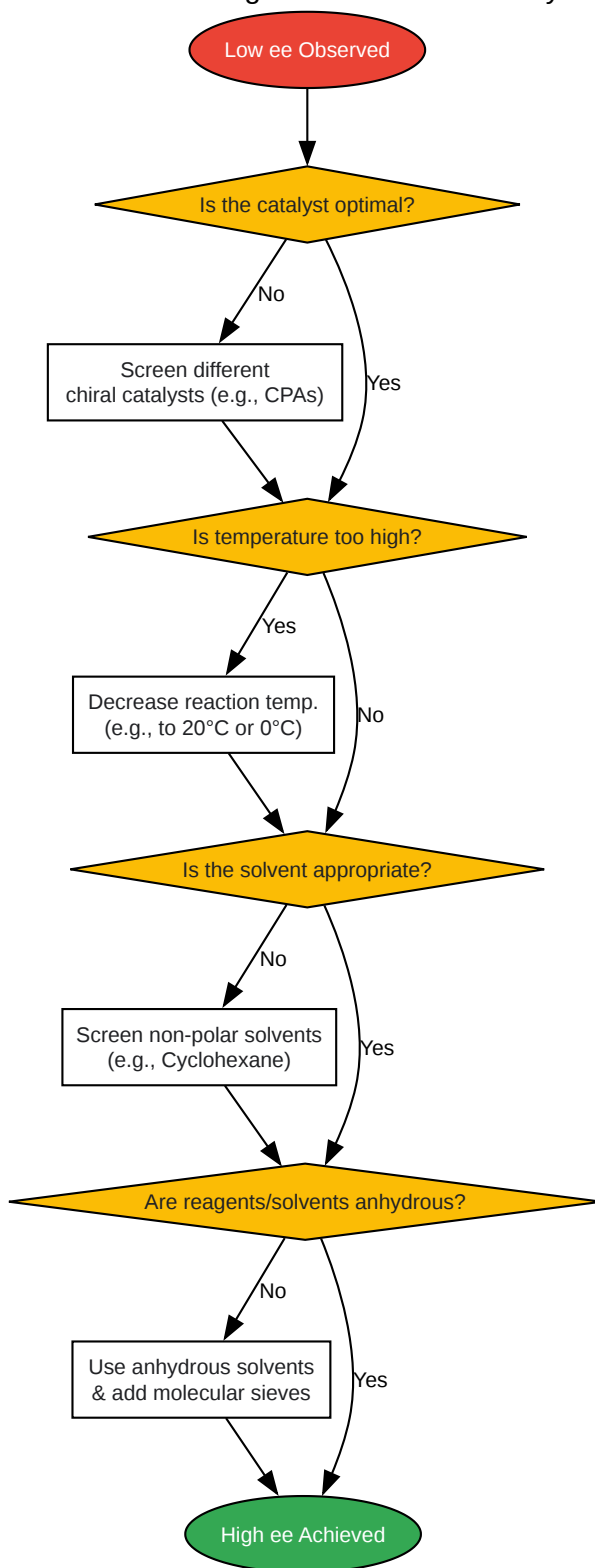 Low ee Observed
Is the catalyst optimal?
No
Screen different
chiral catalysts (e.g., CPAs)
Yes
Is temperature too high?
Yes
Decrease reaction temp.
(e.g., to 20°C or 0°C)
No
Is the solvent appropriate?
No
Screen non-polar solvents
(e.g., Cyclohexane)
Yes
Are reagents/solvents anhydrous?
No
Use anhydrous solvents
& add molecular sieves
Yes
High ee Achieved